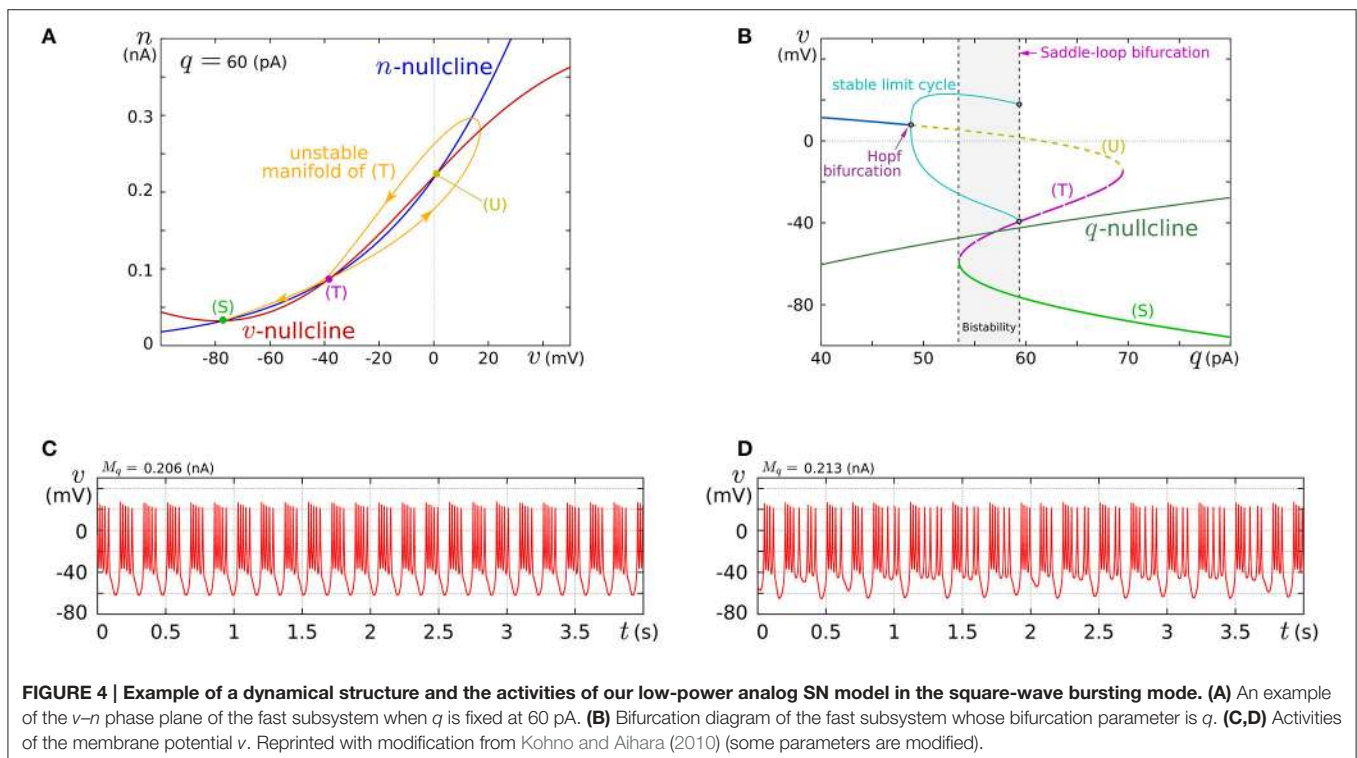 A
n
(nA)
q = 60 (pA)
n-nullcline
0.3
unstable
manifold of (T)
0.2
(U)
0.1
(S)
(T)
v-nullcline
0
-80 -60 -40 -20 0 20 v (mV)
B
v
(mV)
Saddle-loop bifurcation
stable limit cycle
0
Hopf
bifurcation
(U)
(T)
-40
q-nullcline
-80
Bistability
(S)
40 50 60 70 q (pA)
C
M_q = 0.206 (nA)
v
(mV)
0
-40
-80
0 0.5 1 1.5 2 2.5 3 3.5 t (s)
D
M_q = 0.213 (nA)
v
(mV)
0
-40
-80
0 0.5 1 1.5 2 2.5 3 3.5 t (s)
FIGURE 4 | Example of a dynamical structure and the activities of our low-power analog SN model in the square-wave bursting mode. (A) An example
of the v–n phase plane of the fast subsystem when q is fixed at 60 pA. (B) Bifurcation diagram of the fast subsystem whose bifurcation parameter is q. (C,D) Activities
of the membrane potential v. Reprinted with modification from Kohno and Aihara (2010) (some parameters are modified).